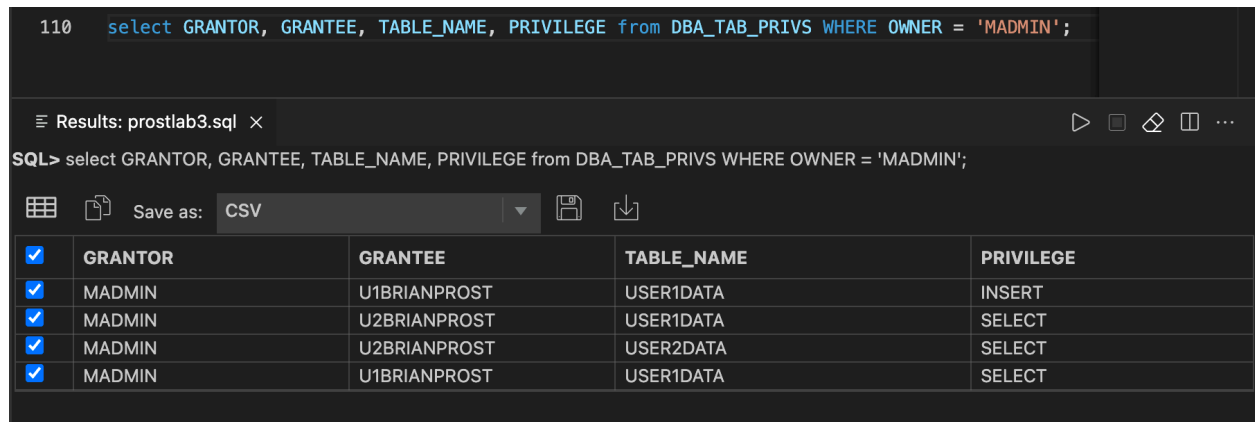 110 select GRANTOR, GRANTEE, TABLE_NAME, PRIVILEGE from DBA_TAB_PRIVS WHERE OWNER = 'MADMIN';
Results: prostlab3.sql ×
SQL> select GRANTOR, GRANTEE, TABLE_NAME, PRIVILEGE from DBA_TAB_PRIVS WHERE OWNER = 'MADMIN';
Save as: CSV
GRANTOR GRANTEE TABLE_NAME PRIVILEGE
MADMIN U1BRIANPROST USER1DATA INSERT
MADMIN U2BRIANPROST USER1DATA SELECT
MADMIN U2BRIANPROST USER2DATA SELECT
MADMIN U1BRIANPROST USER1DATA SELECT